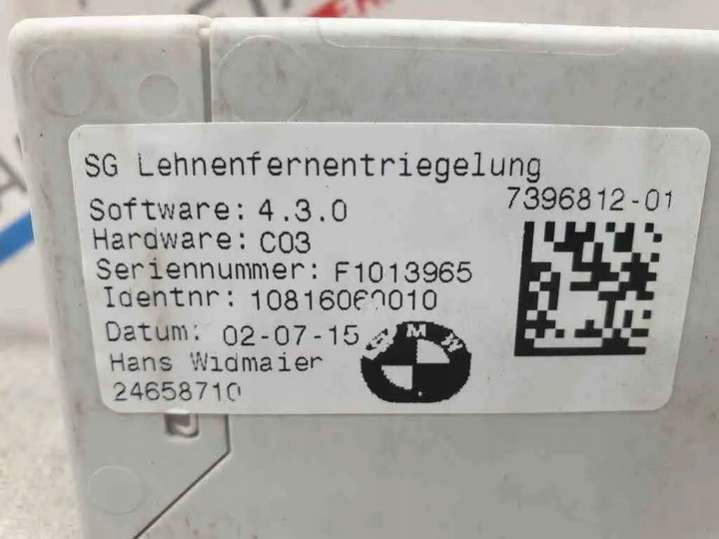 SG Lehnenfernentriegelung
7396812-01
Software: 4.3.0
Hardware: C03
Seriennummer: F1013965
Identnr: 10816060010
Datum: 02-07-15
BMW
Hans Widmaier
24658710